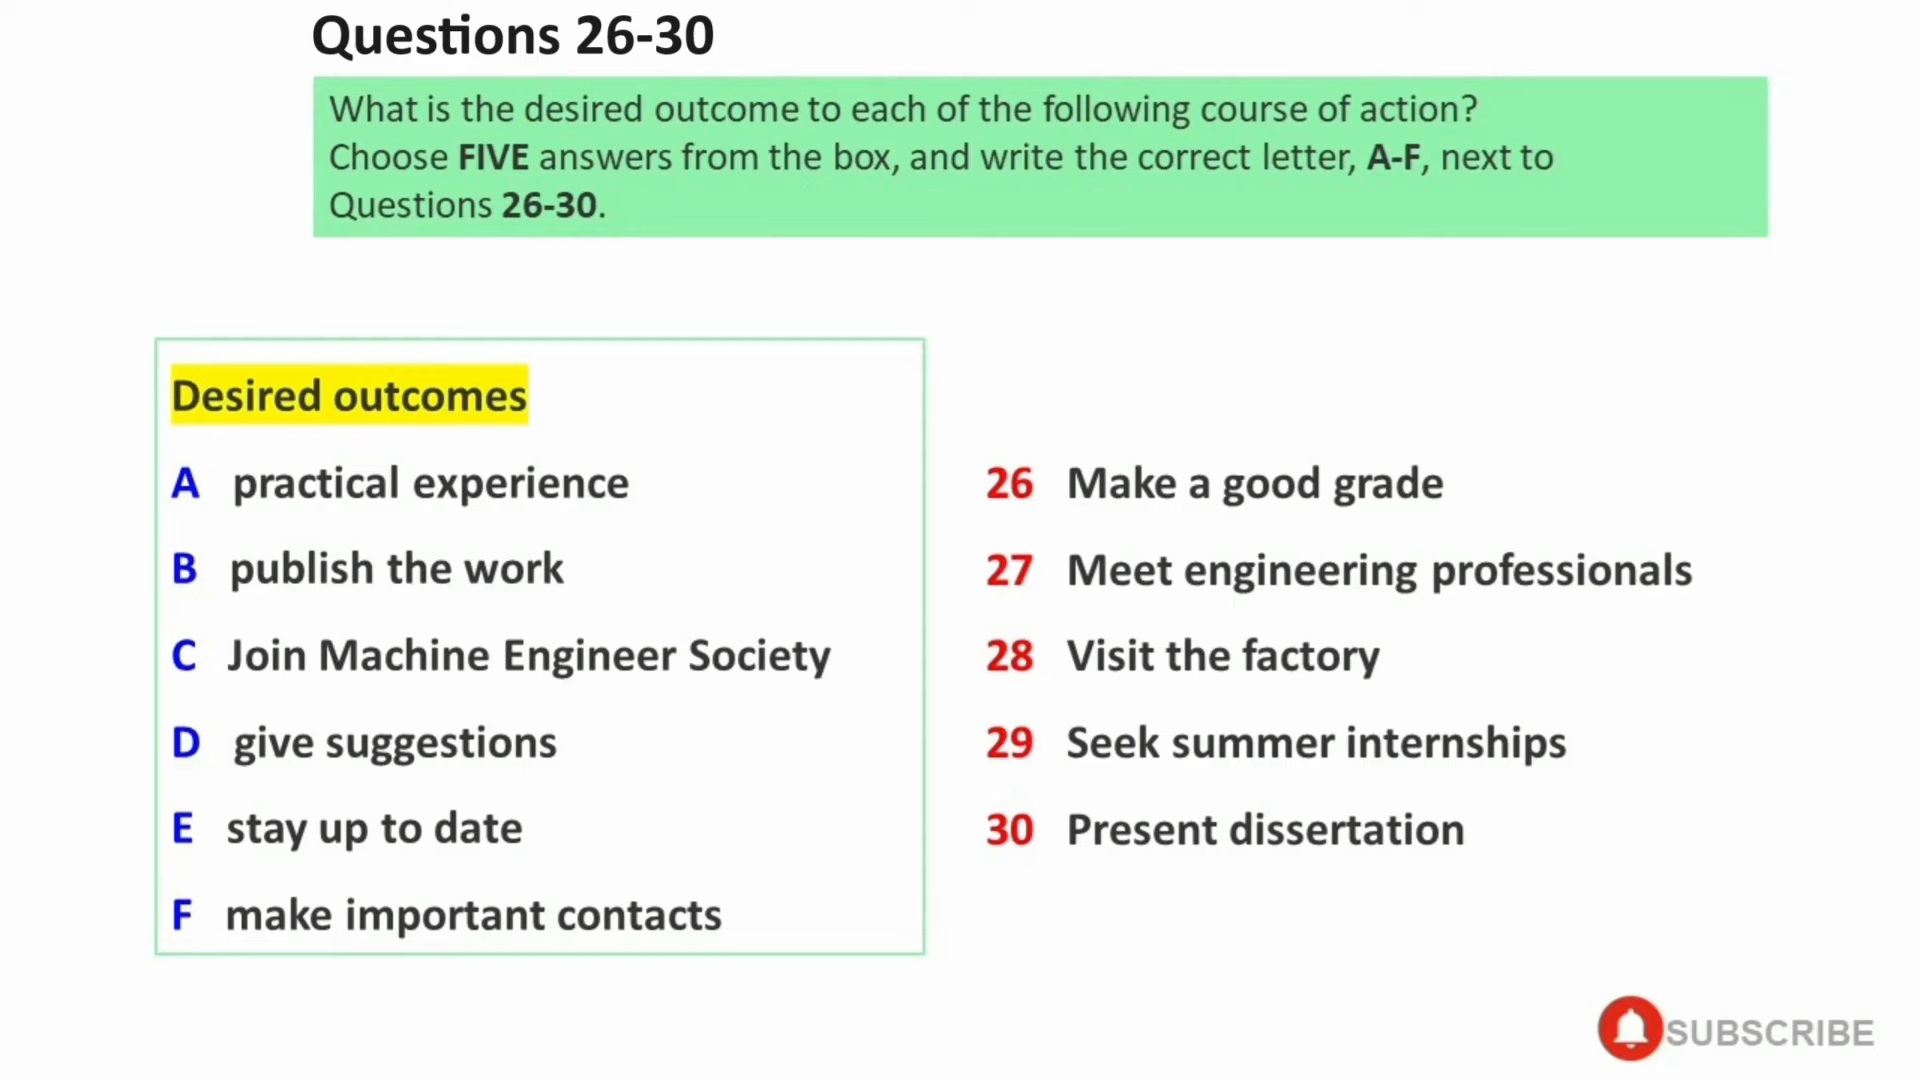 Questions 26-30
What is the desired outcome to each of the following course of action?
Choose FIVE answers from the box, and write the correct letter, A-F, next to
Questions 26-30.
Desired outcomes
A practical experience
B publish the work
C Join Machine Engineer Society
D give suggestions
E stay up to date
F make important contacts
26 Make a good grade
27 Meet engineering professionals
28 Visit the factory
29 Seek summer internships
30 Present dissertation
SUBSCRIBE